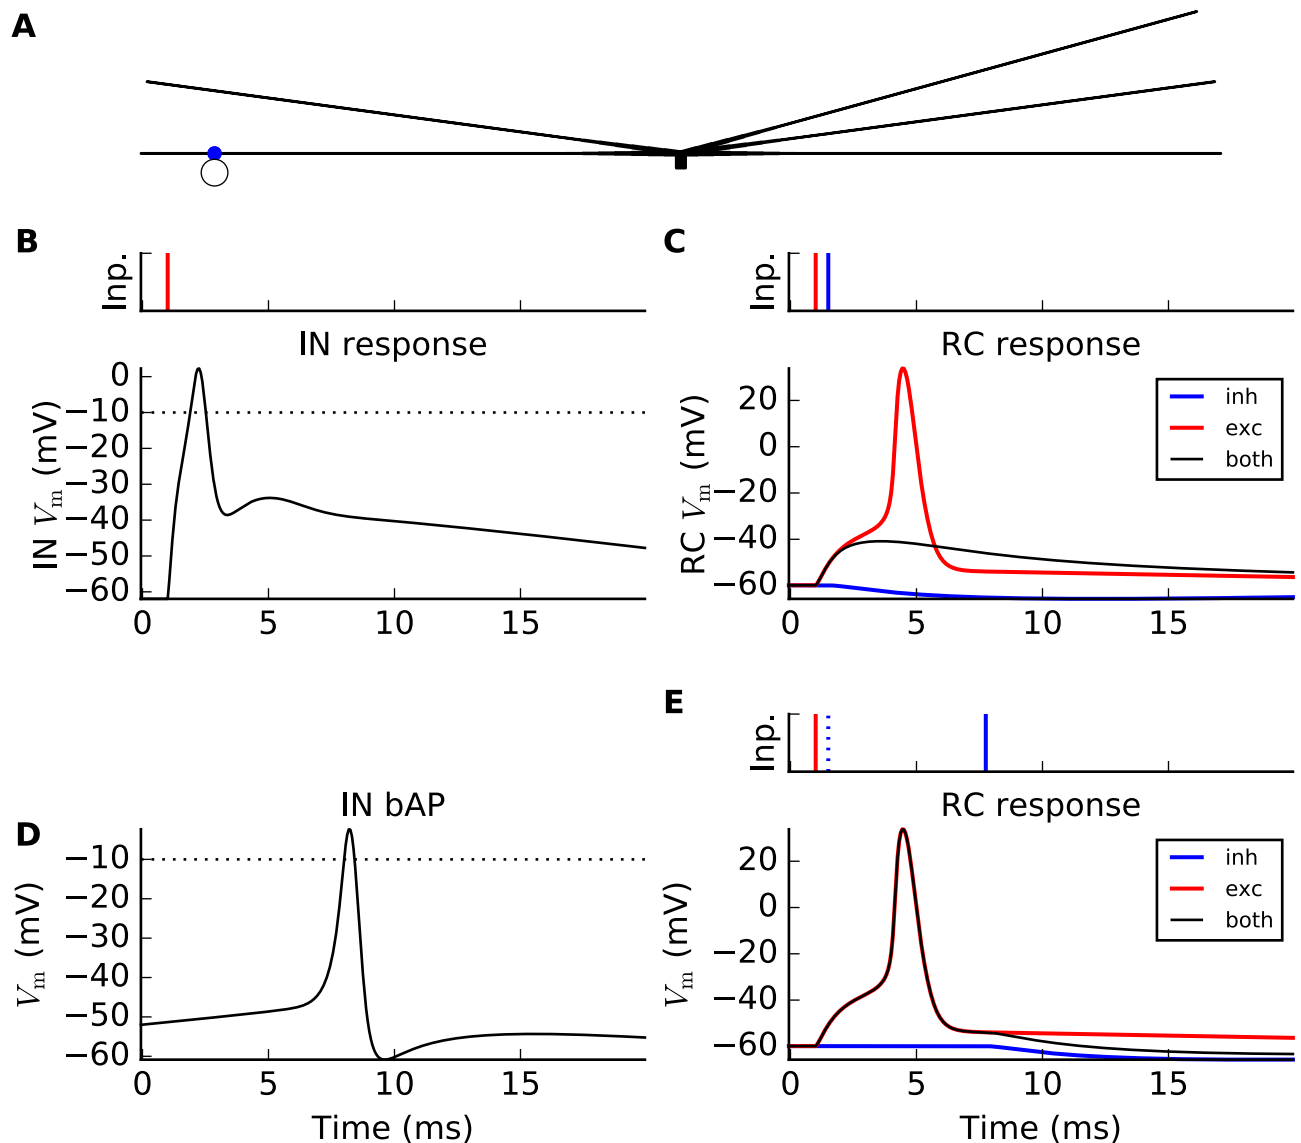 A
B
Inp.
IN response
IN Vm (mV)
0
−10
−20
−30
−40
−50
−60
0 5 10 15
C
Inp.
RC response
RC Vm (mV)
20
0
−20
−40
−60
inh
exc
both
0 5 10 15
D
IN bAP
Vm (mV)
−10
−20
−30
−40
−50
−60
0 5 10 15
Time (ms)
E
Inp.
RC response
Vm (mV)
20
0
−20
−40
−60
inh
exc
both
0 5 10 15
Time (ms)